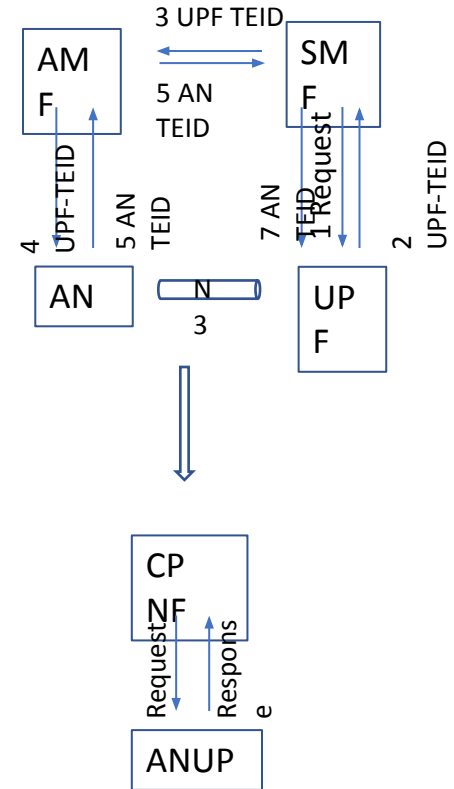 3 UPF TEID
AM
F
SM
F
5 AN
TEID
4
UPF-TEID
5 AN
TEID
7 AN
TEID
1 Request
2
UPF-TEID
AN
N
3
UP
F
CP
NF
Request
Respons
e
ANUP